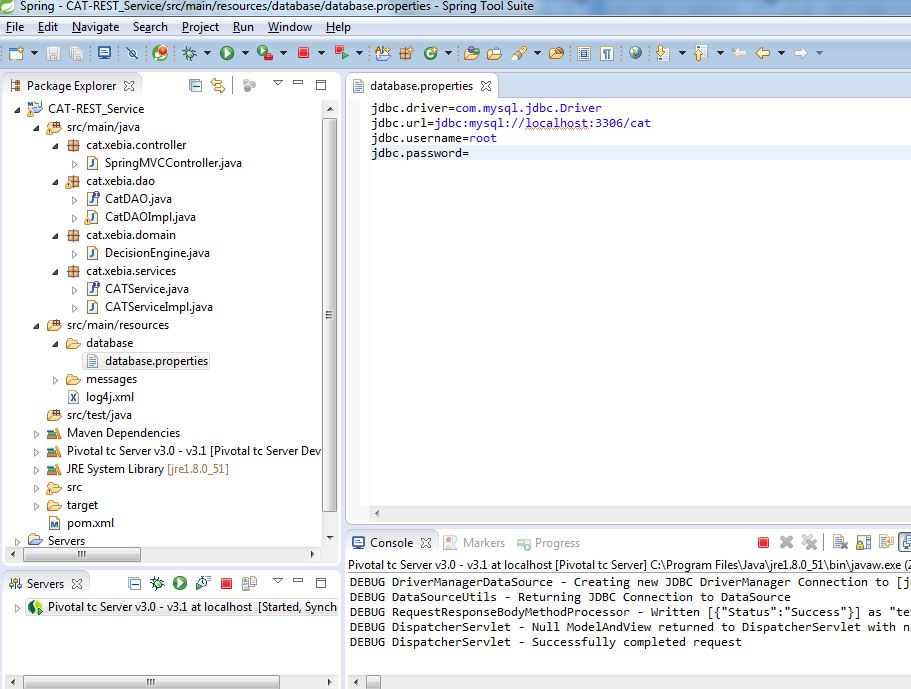 Spring - CAT-REST_Service/src/main/resources/database/database.properties - Spring Tool Suite
File Edit Navigate Search Project Run Window Help
Package Explorer
CAT-REST_Service
src/main/java
cat.xebia.controller
SpringMVCController.java
cat.xebia.dao
CatDAO.java
CatDAOImpl.java
cat.xebia.domain
DecisionEngine.java
cat.xebia.services
CATService.java
CATServiceImpl.java
src/main/resources
database
database.properties
messages
log4j.xml
src/test/java
Maven Dependencies
Pivotal tc Server v3.0 - v3.1 [Pivotal tc Server Dev
JRE System Library [jre1.8.0_51]
src
target
pom.xml
Servers
database.properties
jdbc.driver=com.mysql.jdbc.Driver
jdbc.url=jdbc:mysql://localhost:3306/cat
jdbc.username=root
jdbc.password=
Servers
Pivotal tc Server v3.0 - v3.1 at localhost [Started, Synch
Console Markers Progress
Pivotal tc Server v3.0 - v3.1 at localhost [Pivotal tc Server] C:\Program Files\Java\jre1.8.0_51\bin\javaw.exe (2
DEBUG DriverManagerDataSource - Creating new JDBC DriverManager Connection to [j
DEBUG DataSourceUtils - Returning JDBC Connection to DataSource
DEBUG RequestResponseBodyMethodProcessor - Written [{"Status":"Success"}] as "te
DEBUG DispatcherServlet - Null ModelAndView returned to DispatcherServlet with n
DEBUG DispatcherServlet - Successfully completed request